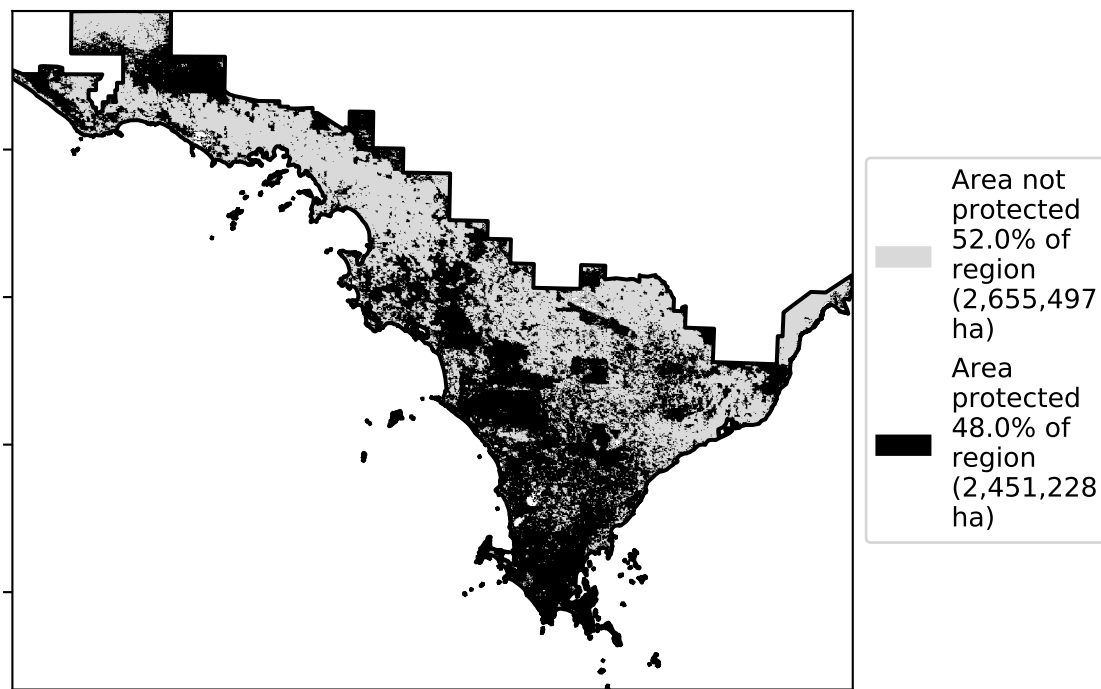 Area not
protected
52.0% of
region
(2,655,497
ha)
Area
protected
48.0% of
region
(2,451,228
ha)